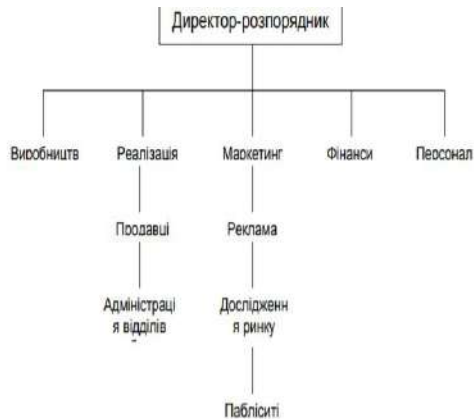 Директор-розпорядник
Виробництв Реалізація Маркетинг Фінанси Персонал
Продавці Реклама
Адміністраці Дослідженн
я відділів я ринку
Пабліситі